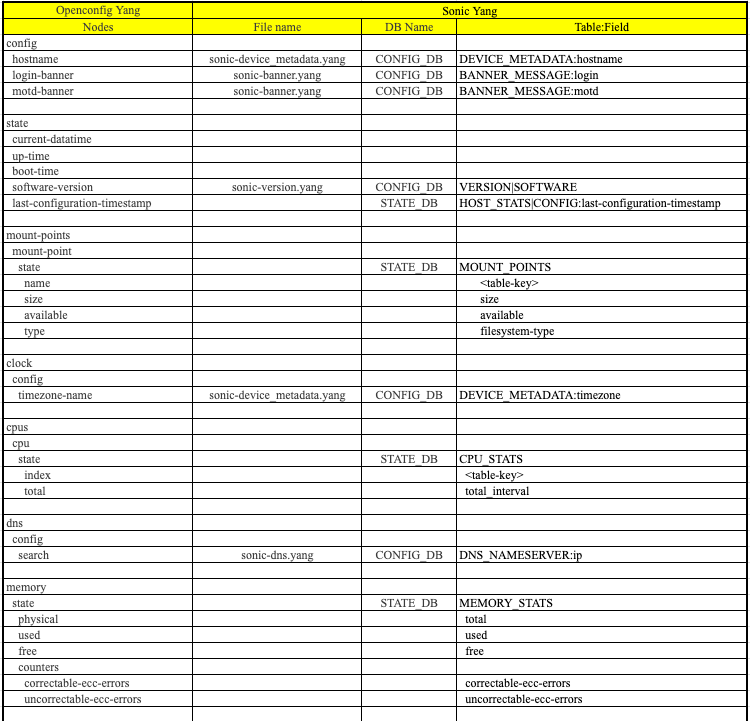 Openconfig Yang Sonic Yang
Nodes File name DB Name Table:Field
config
hostname sonic-device_metadata.yang CONFIG_DB DEVICE_METADATA:hostname
login-banner sonic-banner.yang CONFIG_DB BANNER_MESSAGE:login
motd-banner sonic-banner.yang CONFIG_DB BANNER_MESSAGE:motd
state
current-datatime
up-time
boot-time
software-version sonic-version.yang CONFIG_DB VERSION|SOFTWARE
last-configuration-timestamp STATE_DB HOST_STATS|CONFIG:last-configuration-timestamp
mount-points
mount-point
state STATE_DB MOUNT_POINTS
name <table-key>
size size
available available
type filesystem-type
clock
config
timezone-name sonic-device_metadata.yang CONFIG_DB DEVICE_METADATA:timezone
cpus
cpu
state STATE_DB CPU_STATS
index <table-key>
total total_interval
dns
config
search sonic-dns.yang CONFIG_DB DNS_NAMESERVER:ip
memory
state STATE_DB MEMORY_STATS
physical total
used used
free free
counters
correctable-ecc-errors correctable-ecc-errors
uncorrectable-ecc-errors uncorrectable-ecc-errors